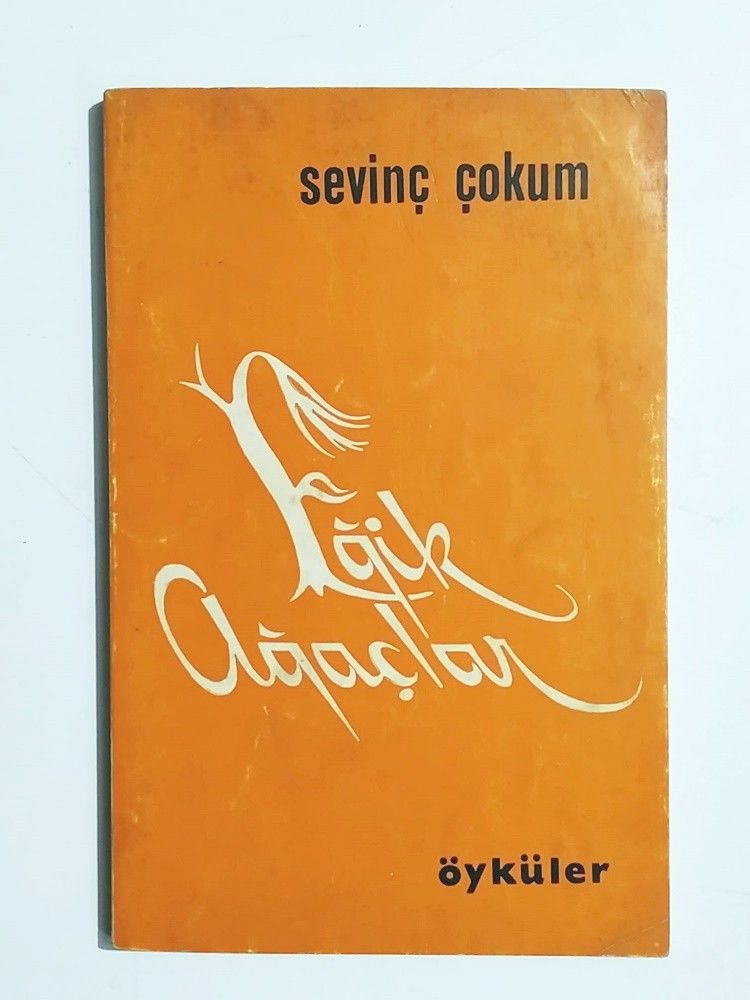 sevinç çokum
Eğik
Ağaçlar
öyküler